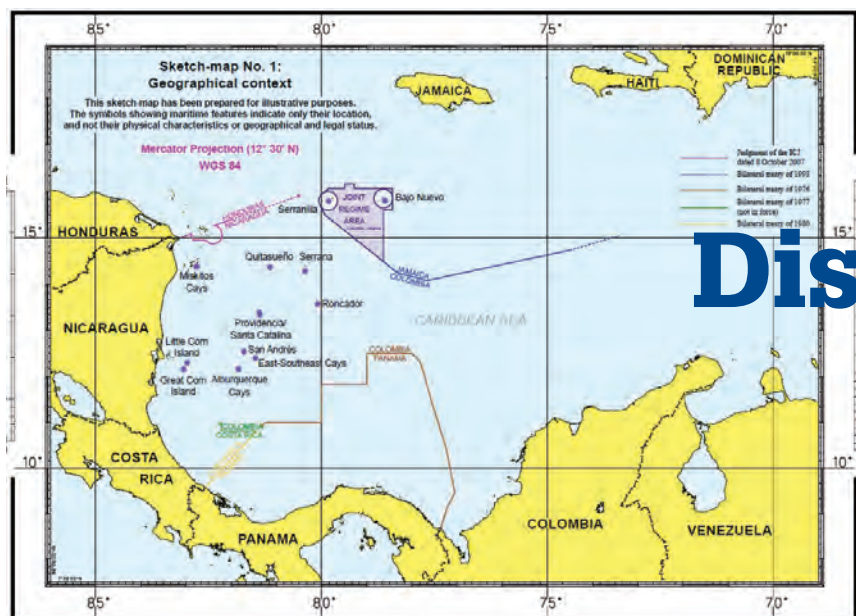 85°
80°
75°
70°
Sketch-map No. 1:
Geographical context
This sketch-map has been prepared for illustrative purposes.
The symbols showing maritime features indicate only their location,
and not their physical characteristics or geographical and legal status.
Mercator Projection (12° 30' N)
WGS 84
JAMAICA
HAITI
DOMINICAN
REPUBLIC
Judgment of the ICJ
dated 8 October 2007
Bilateral treaty of 1993
Bilateral treaty of 1976
Bilateral treaty of 1977
(not in force)
Bilateral treaty of 1980
HONDURAS
NICARAGUA
Serranilla
JOINT
REGIME
AREA
Bajo Nuevo
HONDURAS
15°
15°
Dis
Quitasueño
Serrana
Miskitos
Cays
JAMAICA
COLOMBIA
Roncador
NICARAGUA
Providencia/
Santa Catalina
CARIBBEAN SEA
Little Corn
Island
San Andrés
East-Southeast Cays
COLOMBIA
PANAMA
Great Corn
Island
Alburquerque
Cays
COLOMBIA
COSTA RICA
COSTA
RICA
10°
10°
PANAMA
COLOMBIA
VENEZUELA
85°
80°
75°
70°